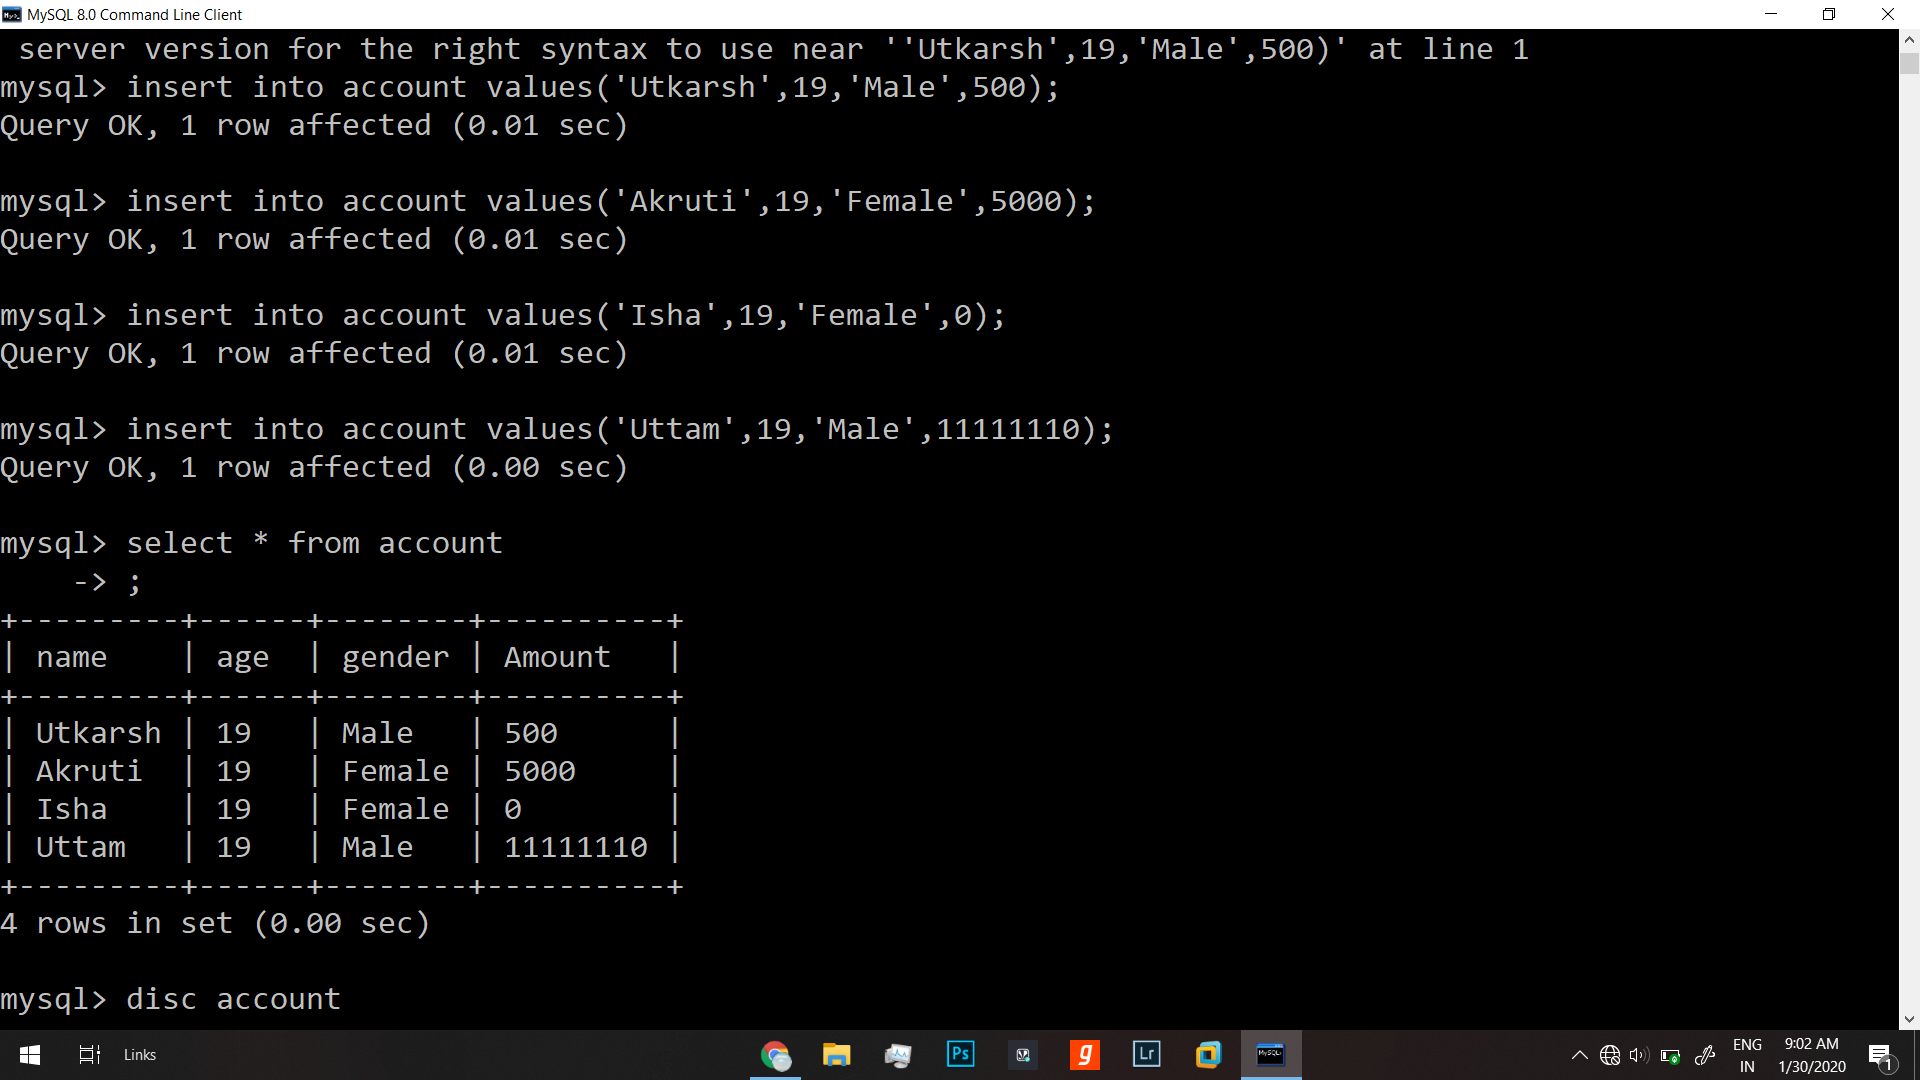 MySQL 8.0 Command Line Client
server version for the right syntax to use near ''Utkarsh',19,'Male',500)' at line 1
mysql> insert into account values('Utkarsh',19,'Male',500);
Query OK, 1 row affected (0.01 sec)
mysql> insert into account values('Akruti',19,'Female',5000);
Query OK, 1 row affected (0.01 sec)
mysql> insert into account values('Isha',19,'Female',0);
Query OK, 1 row affected (0.01 sec)
mysql> insert into account values('Uttam',19,'Male',11111110);
Query OK, 1 row affected (0.00 sec)
mysql> select * from account
    -> ;
+---------+------+--------+----------+
| name    | age  | gender | Amount   |
+---------+------+--------+----------+
| Utkarsh | 19   | Male   | 500      |
| Akruti  | 19   | Female | 5000     |
| Isha    | 19   | Female | 0        |
| Uttam   | 19   | Male   | 11111110 |
+---------+------+--------+----------+
4 rows in set (0.00 sec)
mysql> disc account
Links
Ps
g
Lr
MySQL
ENG
IN
9:02 AM
1/30/2020
1